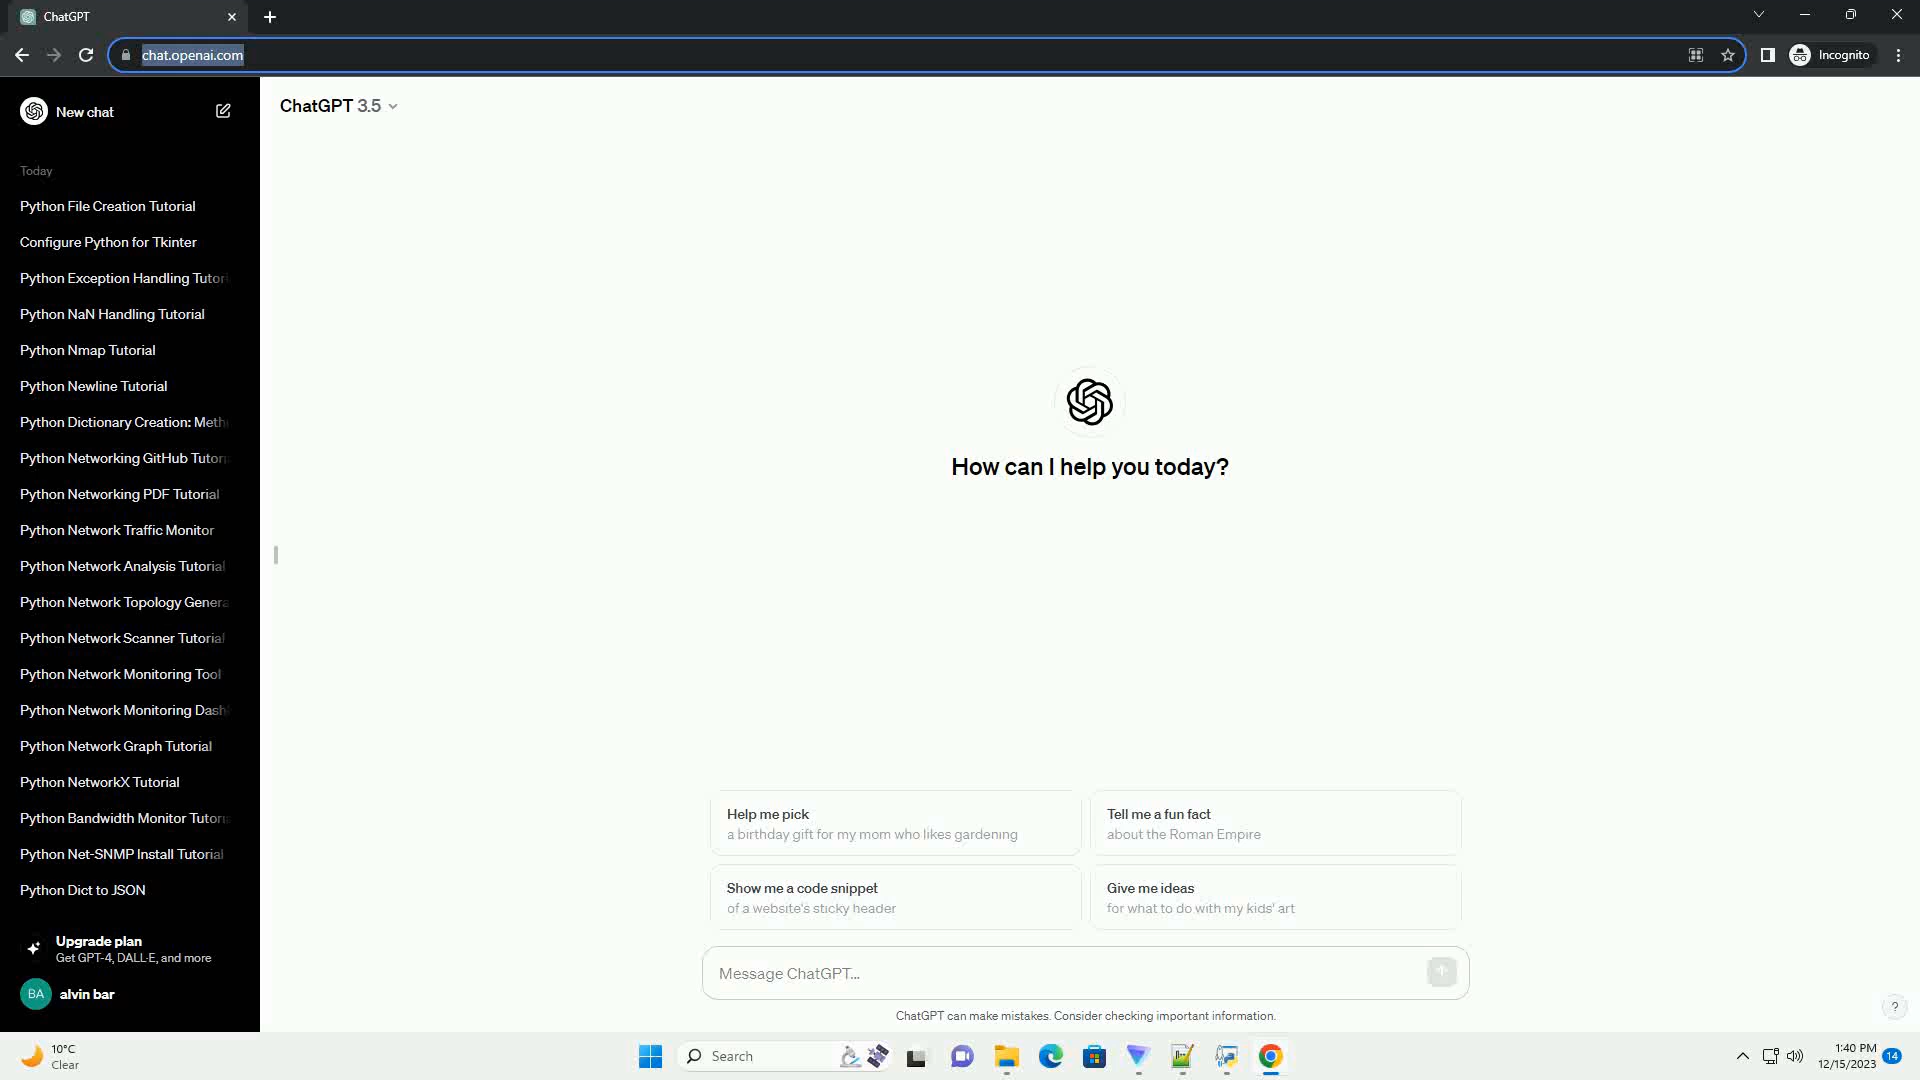 ChatGPT
chat.openai.com
Incognito
New chat
ChatGPT 3.5
Today
Python File Creation Tutorial
Configure Python for Tkinter
Python Exception Handling Tutori
Python NaN Handling Tutorial
Python Nmap Tutorial
Python Newline Tutorial
Python Dictionary Creation: Meth
Python Networking GitHub Tutori
Python Networking PDF Tutorial
Python Network Traffic Monitor
Python Network Analysis Tutorial
Python Network Topology Genera
Python Network Scanner Tutorial
Python Network Monitoring Tool
Python Network Monitoring Dash
Python Network Graph Tutorial
Python NetworkX Tutorial
Python Bandwidth Monitor Tutori
Python Net-SNMP Install Tutorial
Python Dict to JSON
Upgrade plan
Get GPT-4, DALL·E, and more
BA
alvin bar
How can I help you today?
Help me pick
a birthday gift for my mom who likes gardening
Tell me a fun fact
about the Roman Empire
Show me a code snippet
of a website's sticky header
Give me ideas
for what to do with my kids' art
Message ChatGPT...
ChatGPT can make mistakes. Consider checking important information.
?
10°C
Clear
Search
1:40 PM
12/15/2023
14